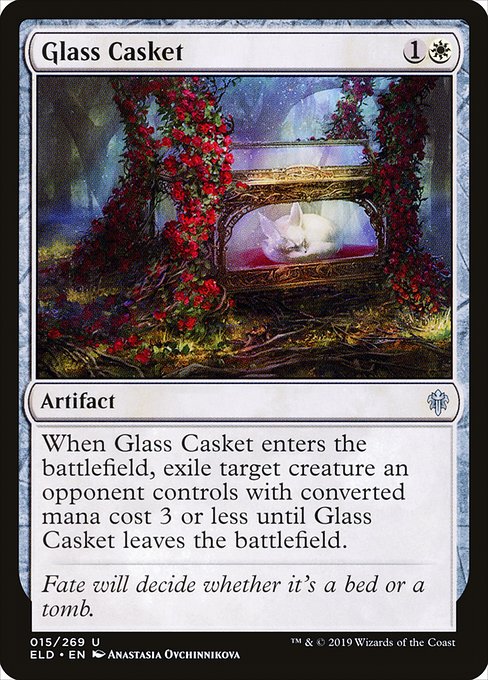 Glass Casket 1
Artifact
When Glass Casket enters the
battlefield, exile target creature an
opponent controls with converted
mana cost 3 or less until Glass
Casket leaves the battlefield.
Fate will decide whether it's a bed or a
tomb.
015/269 U
™ & © 2019 Wizards of the Coast
ELD • EN Anastasia Ovchinnikova